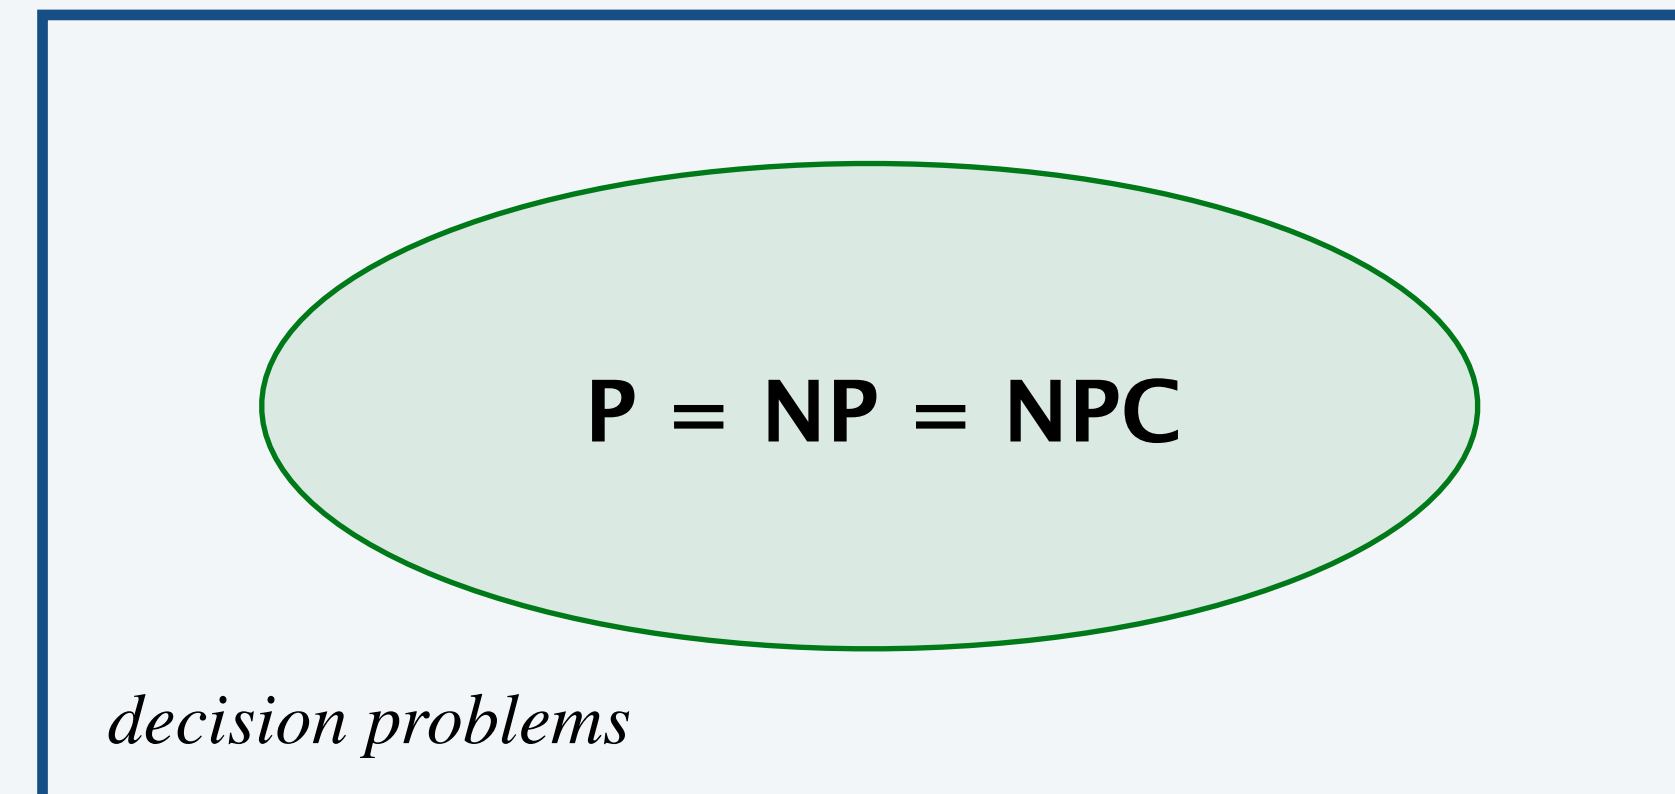 P = NP = NPC
decision problems